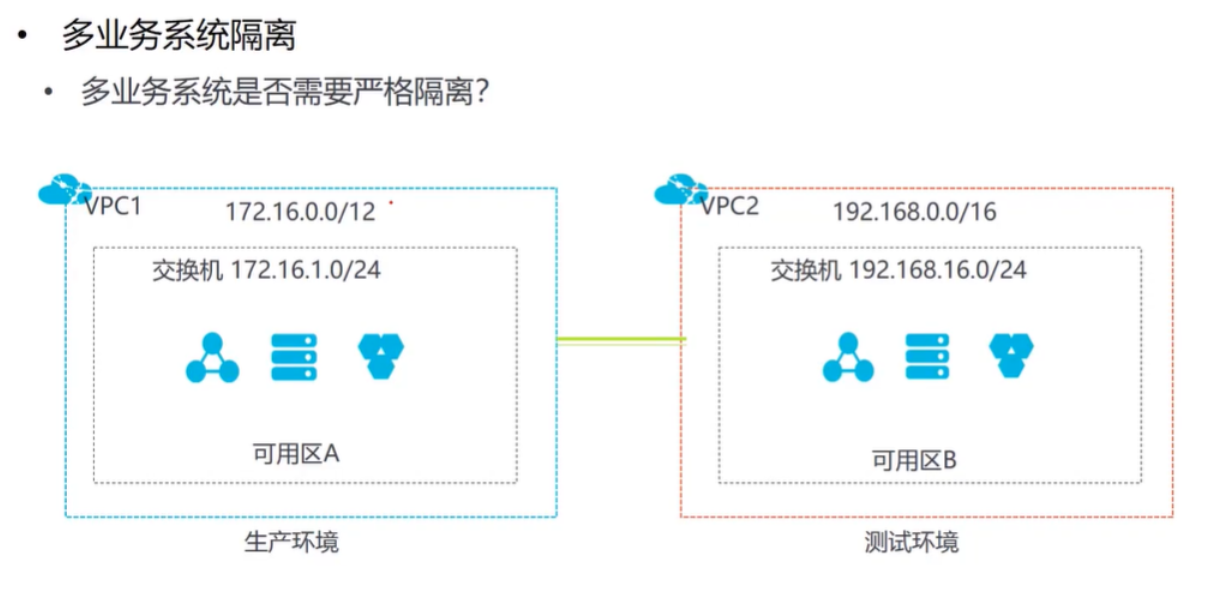 • 多业务系统隔离
• 多业务系统是否需要严格隔离?
VPC1
172.16.0.0/12
交换机 172.16.1.0/24
可用区A
生产环境
VPC2
192.168.0.0/16
交换机 192.168.16.0/24
可用区B
测试环境